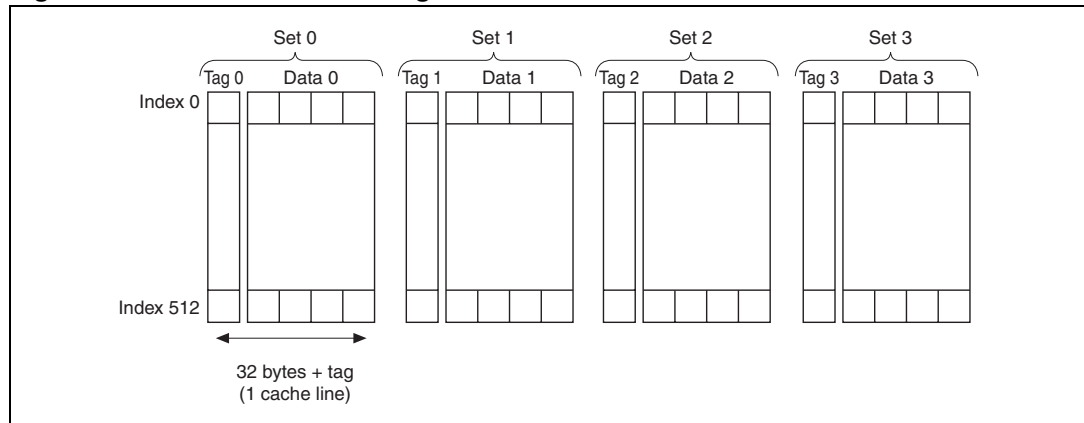 Set 0 Set 1 Set 2 Set 3
Tag 0 Data 0 Tag 1 Data 1 Tag 2 Data 2 Tag 3 Data 3
Index 0
Index 512
32 bytes + tag
(1 cache line)